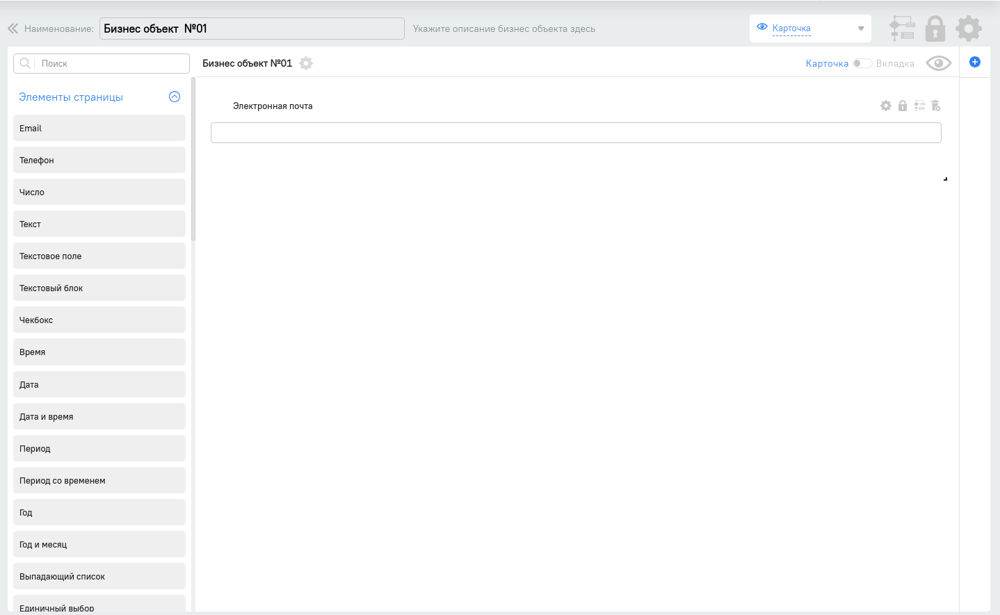 Наименование: Бизнес объект №01 Укажите описание бизнес объекта здесь Карточка
Поиск
Бизнес объект №01 Карточка Вкладка
Элементы страницы
Электронная почта
Email
Телефон
Число
Текст
Текстовое поле
Текстовый блок
Чекбокс
Время
Дата
Дата и время
Период
Период со временем
Год
Год и месяц
Выпадающий список
Единичный выбор